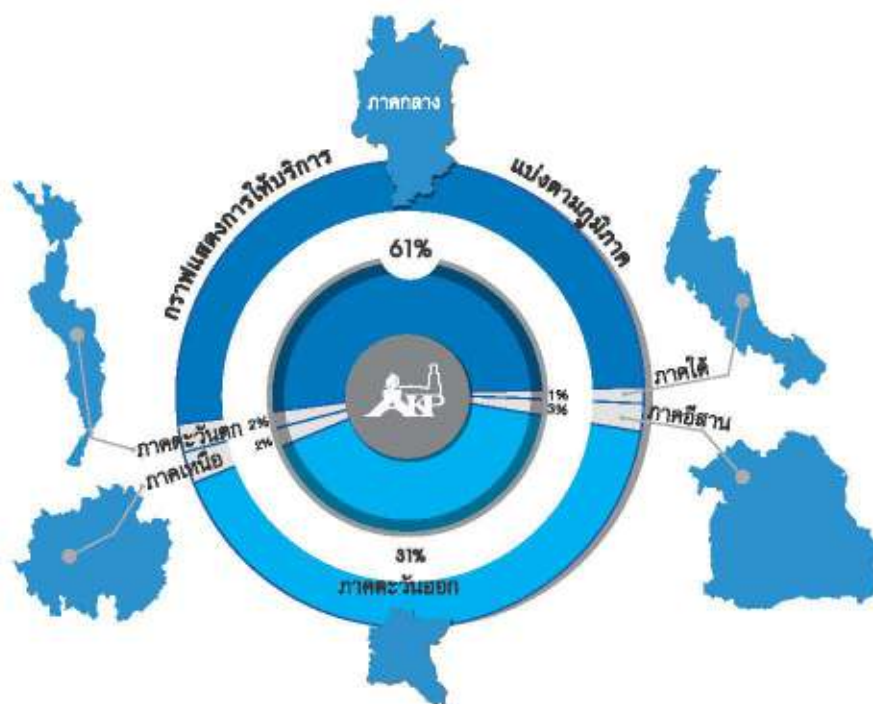 ภาคกลาง
กราฟแสดงการให้บริการ
แบ่งตามภูมิภาค
61%
ภาคใต้
1%
ภาคอีสาน
3%
ภาคตะวันตก 2%
ภาคเหนือ
2%
AKP
31%
ภาคตะวันออก